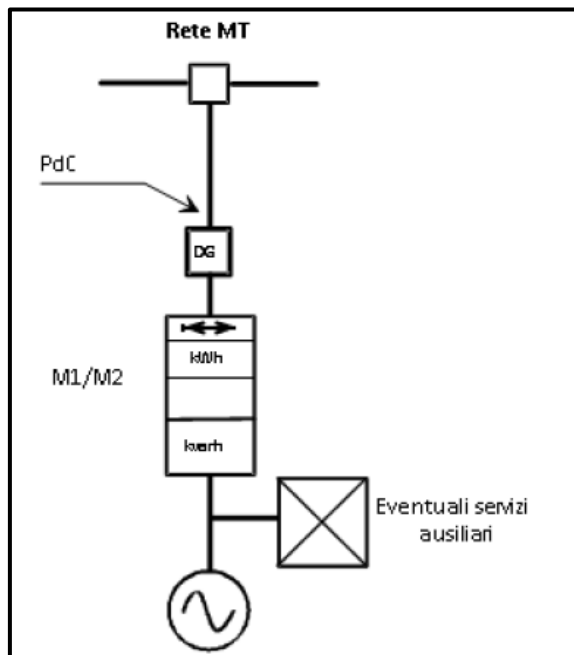 Rete MT
PdC
DG
kWh
M1/M2
kvarh
Eventuali servizi
ausiliari